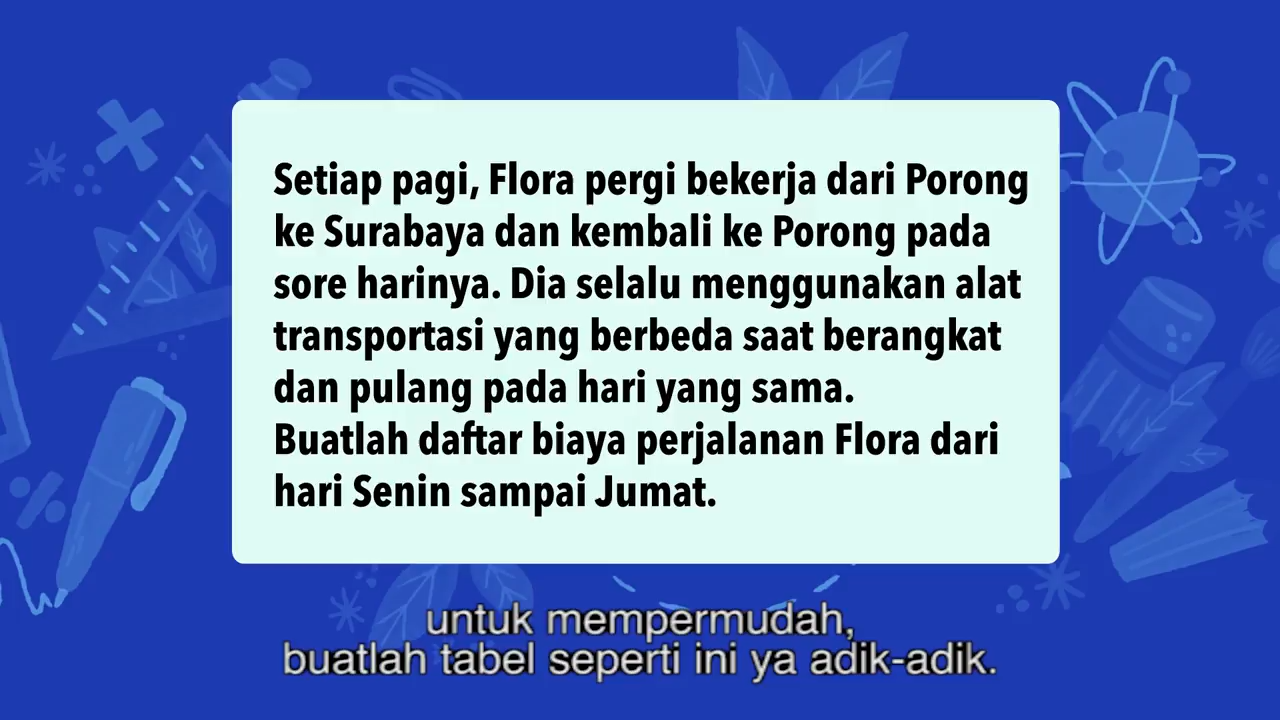 Setiap pagi, Flora pergi bekerja dari Porong
ke Surabaya dan kembali ke Porong pada
sore harinya. Dia selalu menggunakan alat
transportasi yang berbeda saat berangkat
dan pulang pada hari yang sama.
Buatlah daftar biaya perjalanan Flora dari
hari Senin sampai Jumat.
untuk mempermudah,
buatlah tabel seperti ini ya adik-adik.